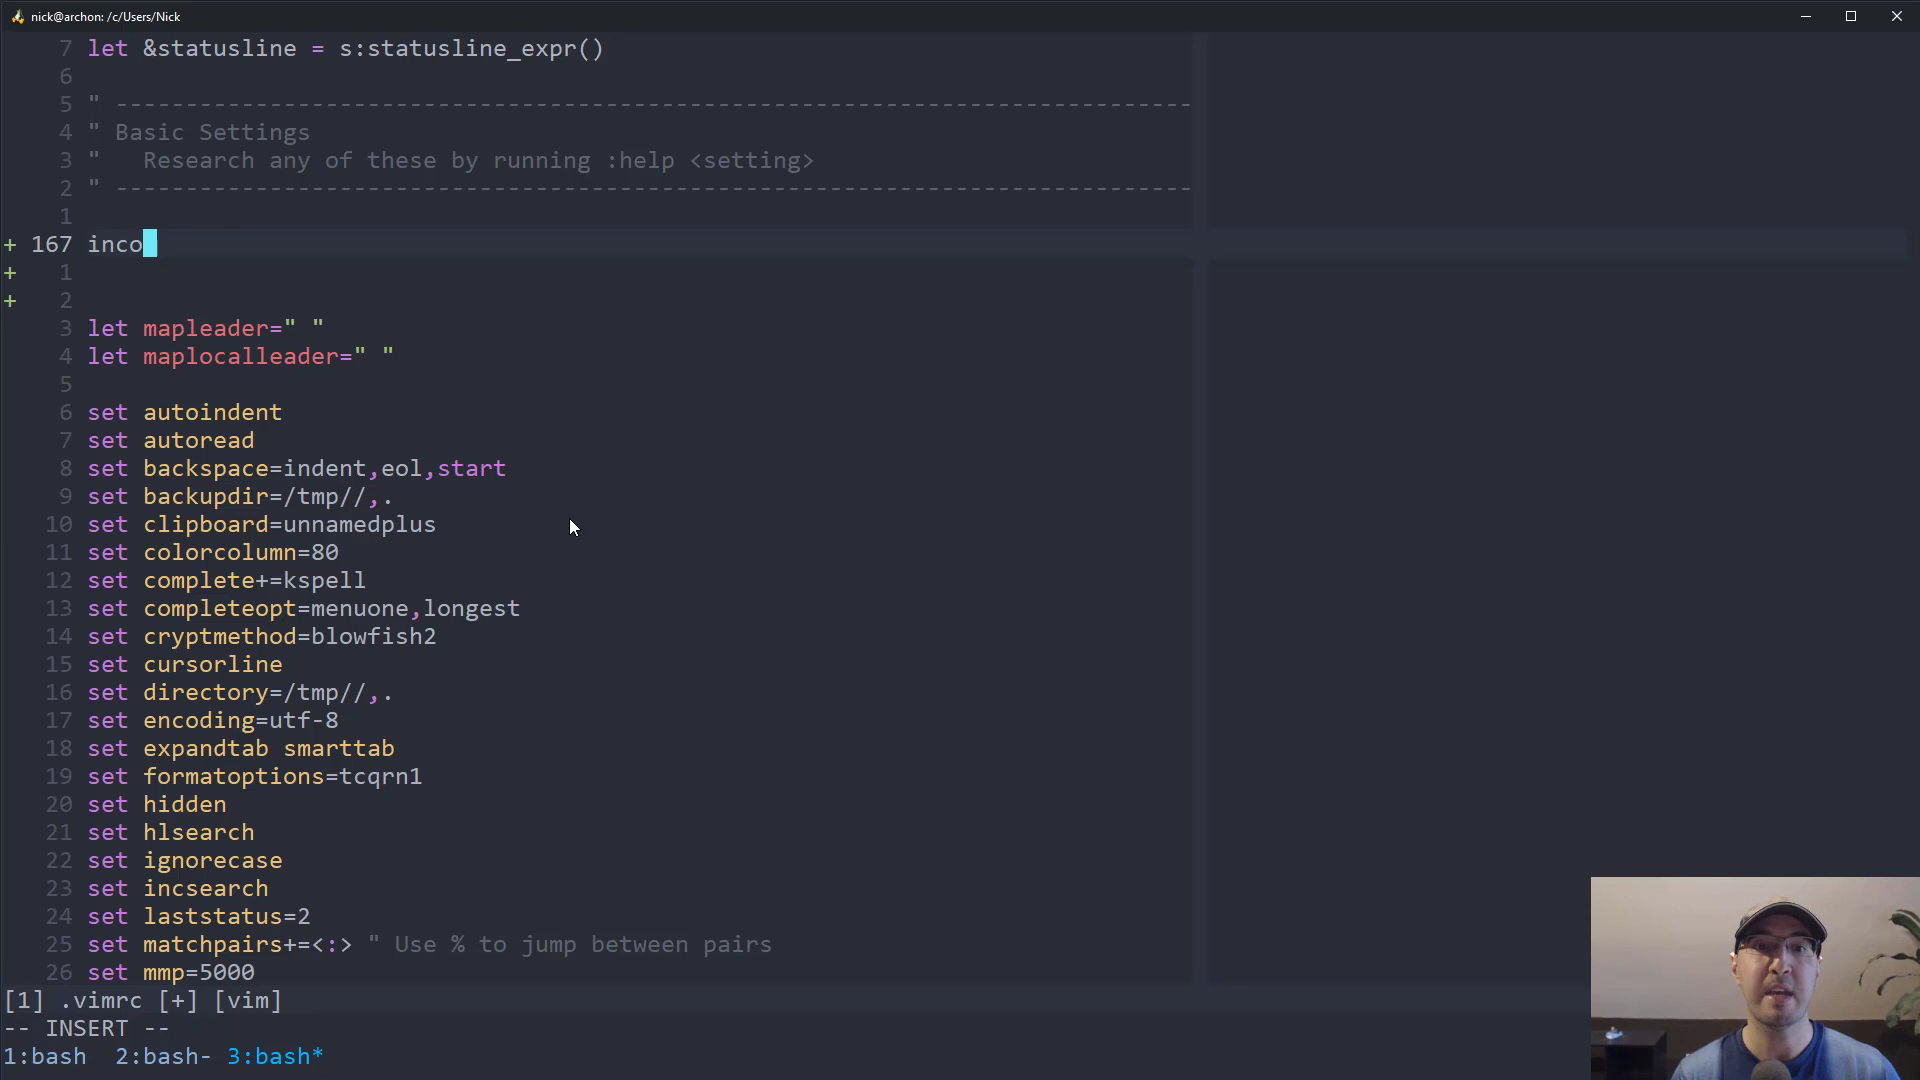 nick@archon: /c/Users/Nick
7 let &statusline = s:statusline_expr()
6
5 " -----------------------------------------------------------------------------
4 " Basic Settings
3 "   Research any of these by running :help <setting>
2 " -----------------------------------------------------------------------------
1
+ 167 inco
+ 1
+ 2
3 let mapleader=" "
4 let maplocalleader=" "
5
6 set autoindent
7 set autoread
8 set backspace=indent,eol,start
9 set backupdir=/tmp//,.
10 set clipboard=unnamedplus
11 set colorcolumn=80
12 set complete+=kspell
13 set completeopt=menuone,longest
14 set cryptmethod=blowfish2
15 set cursorline
16 set directory=/tmp//,.
17 set encoding=utf-8
18 set expandtab smarttab
19 set formatoptions=tcqrn1
20 set hidden
21 set hlsearch
22 set ignorecase
23 set incsearch
24 set laststatus=2
25 set matchpairs+=<:> " Use % to jump between pairs
26 set mmp=5000
[1] .vimrc [+] [vim]
-- INSERT --
1:bash  2:bash- 3:bash*